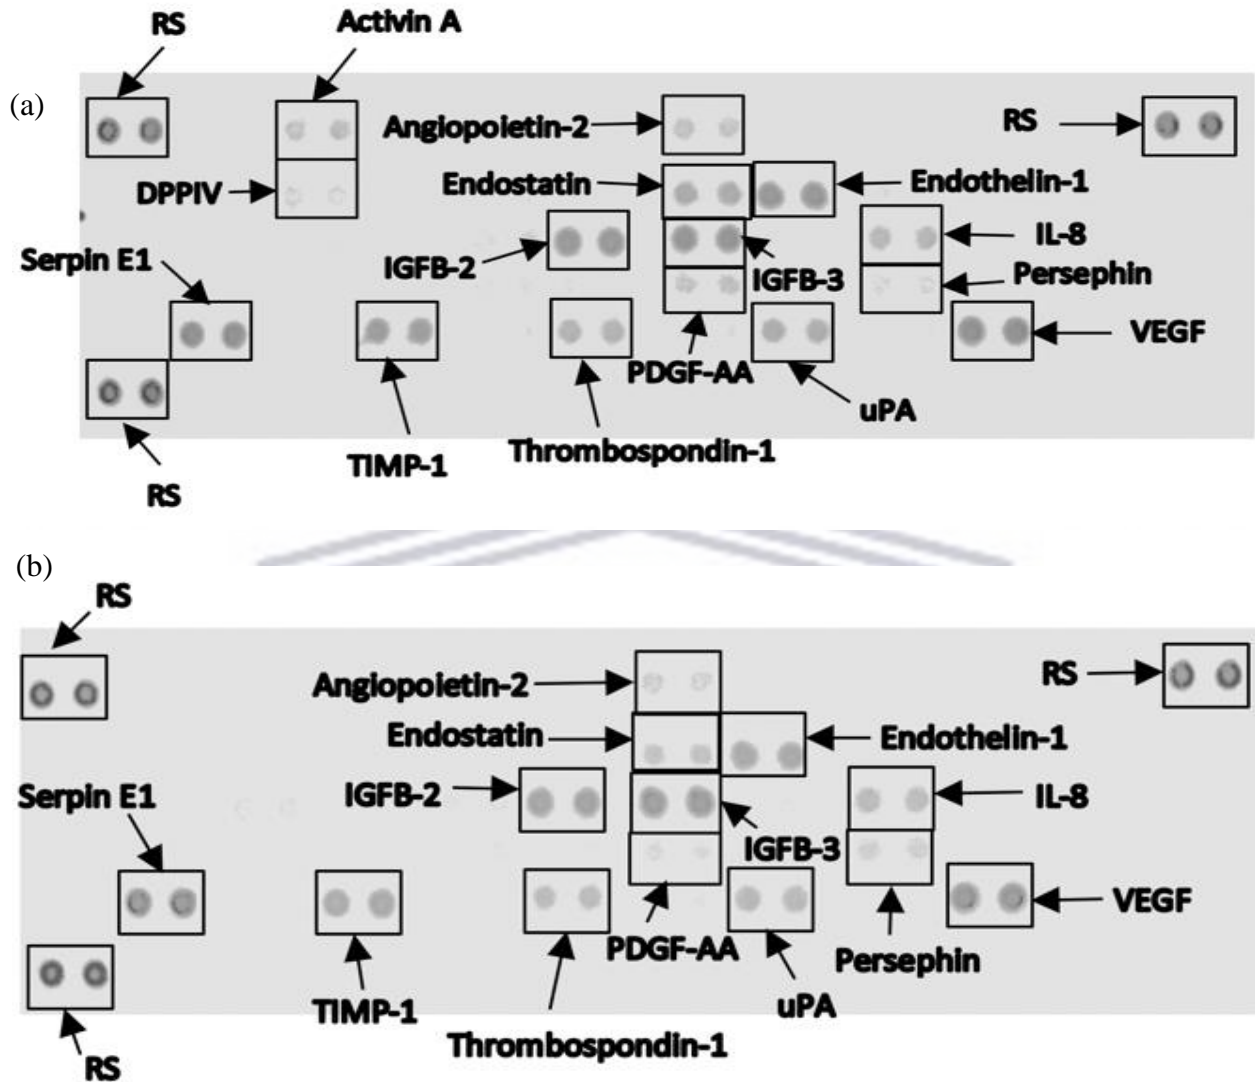 (a)
RS
Activin A
Angiopoietin-2
RS
DPPIV
Endostatin
Endothelin-1
Serpin E1
IGFB-2
IGFB-3
IL-8
Persephin
VEGF
PDGF-AA
uPA
TIMP-1
Thrombospondin-1
RS
(b)
RS
Angiopoietin-2
RS
Endostatin
Endothelin-1
Serpin E1
IGFB-2
IL-8
IGFB-3
VEGF
PDGF-AA
Persephin
TIMP-1
uPA
Thrombospondin-1
RS